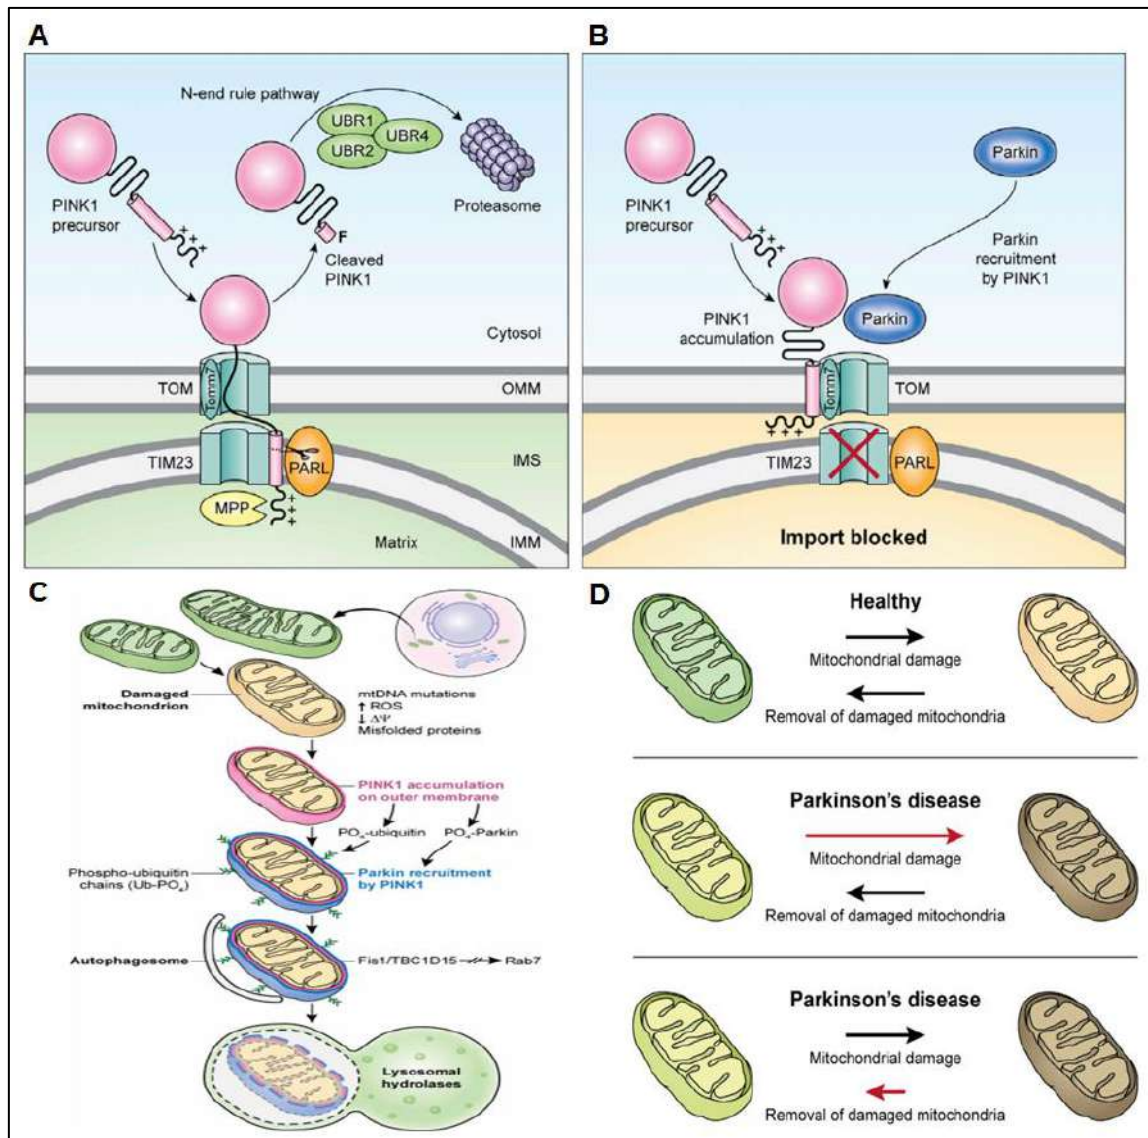 A
N-end rule pathway
UBR1
UBR4
UBR2
PINK1
precursor
Proteasome
F
Cleaved
PINK1
Cytosol
TOM
Tomm7
OMM
TIM23
PARL
IMS
MPP
+
+
+
+
+
+
Matrix
IMM
B
Parkin
PINK1
precursor
+
+
+
Parkin
recruitment
by PINK1
PINK1
accumulation
Parkin
Tomm7
TOM
+ + +
TIM23
PARL
Import blocked
C
Damaged
mitochondrion
mtDNA mutations
↑ ROS
↓ ΔΨ
Misfolded proteins
PINK1 accumulation
on outer membrane
PO₄-ubiquitin
PO₄-Parkin
Phospho-ubiquitin
chains (Ub-PO₄)
Parkin recruitment
by PINK1
Autophagosome
Fis1/TBC1D15
Rab7
Lysosomal
hydrolases
D
Healthy
Mitochondrial damage
Removal of damaged mitochondria
Parkinson's disease
Mitochondrial damage
Removal of damaged mitochondria
Parkinson's disease
Mitochondrial damage
Removal of damaged mitochondria